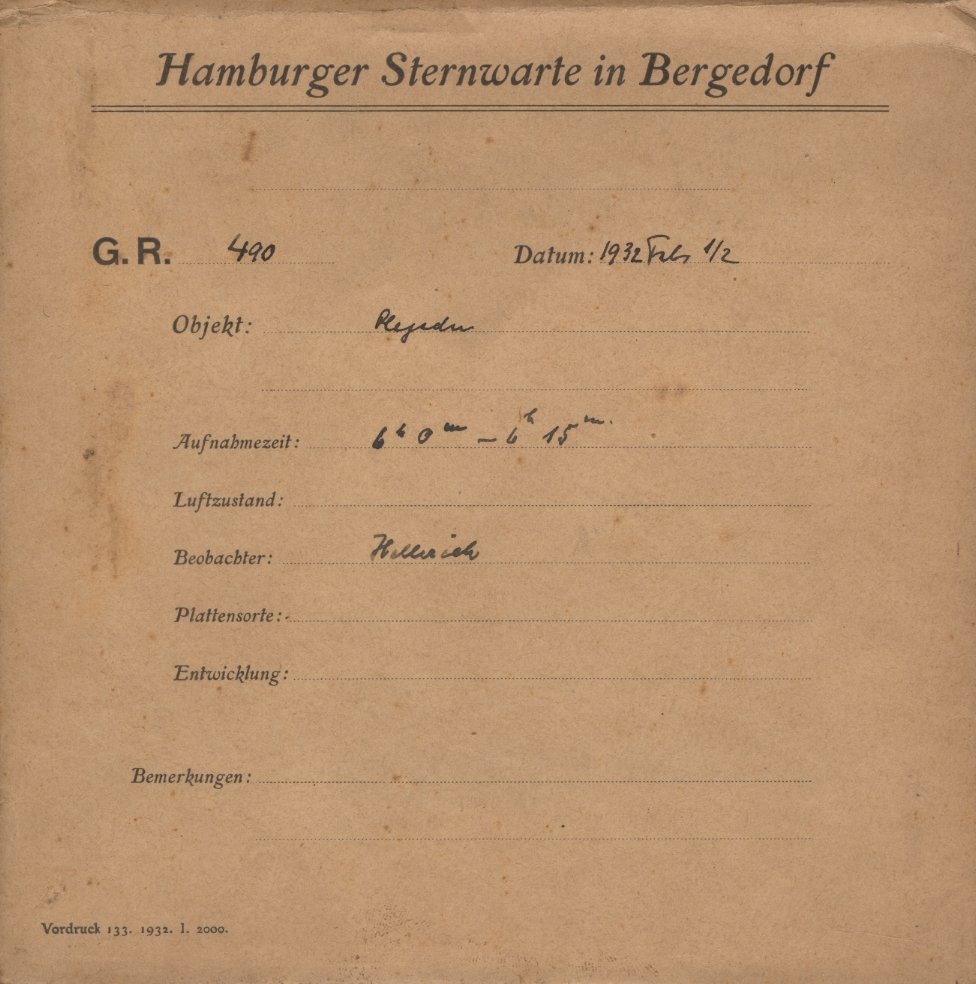 Hamburger Sternwarte in Bergedorf
G. R. 490 Datum: 1932 Febr 1/2
Objekt: Plejaden
Aufnahmezeit: 6h 0m – 6h 15m.
Luftzustand:
Beobachter: Hellerich
Plattensorte:
Entwicklung:
Bemerkungen:
Vordruck 133. 1932. I. 2000.